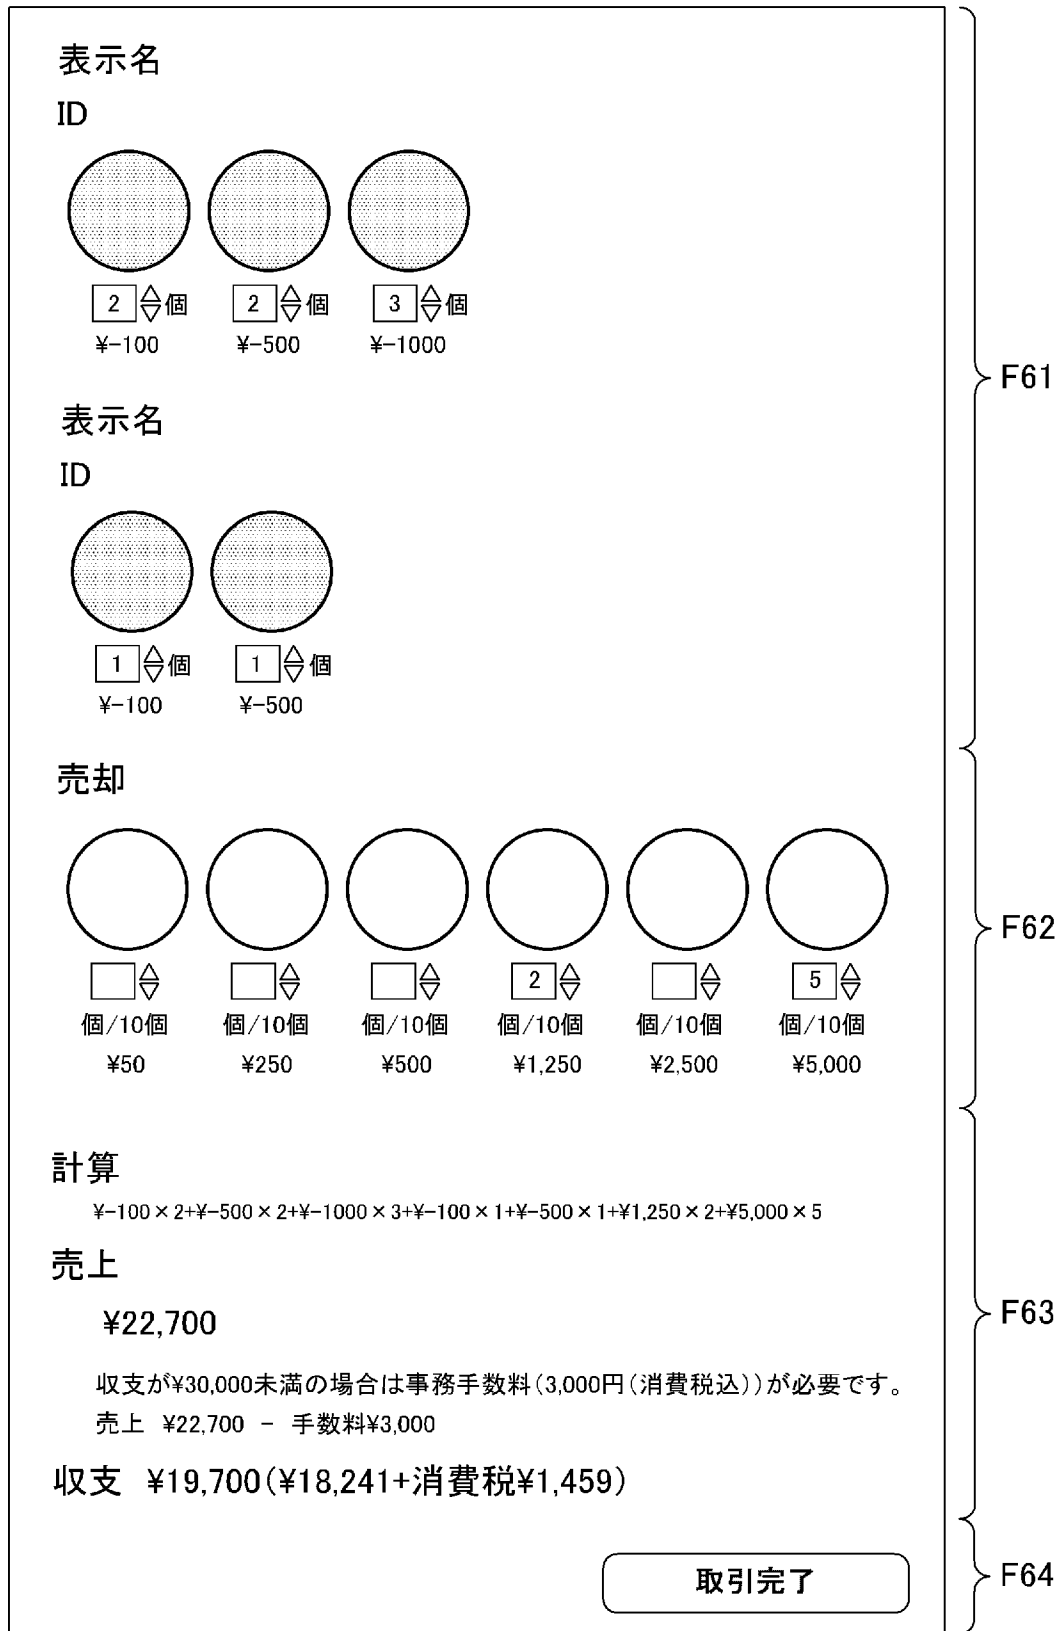 表示名
ID
2 個 2 個 3 個
¥-100 ¥-500 ¥-1000
F61
表示名
ID
1 個 1 個
¥-100 ¥-500
売却
F62
2 5
個/10個 個/10個 個/10個 個/10個 個/10個 個/10個
¥50 ¥250 ¥500 ¥1,250 ¥2,500 ¥5,000
計算
¥-100×2+¥-500×2+¥-1000×3+¥-100×1+¥-500×1+¥1,250×2+¥5,000×5
売上
¥22,700
F63
収支が¥30,000未満の場合は事務手数料(3,000円(消費税込))が必要です。
売上 ¥22,700 - 手数料¥3,000
収支 ¥19,700(¥18,241+消費税¥1,459)
取引完了
F64